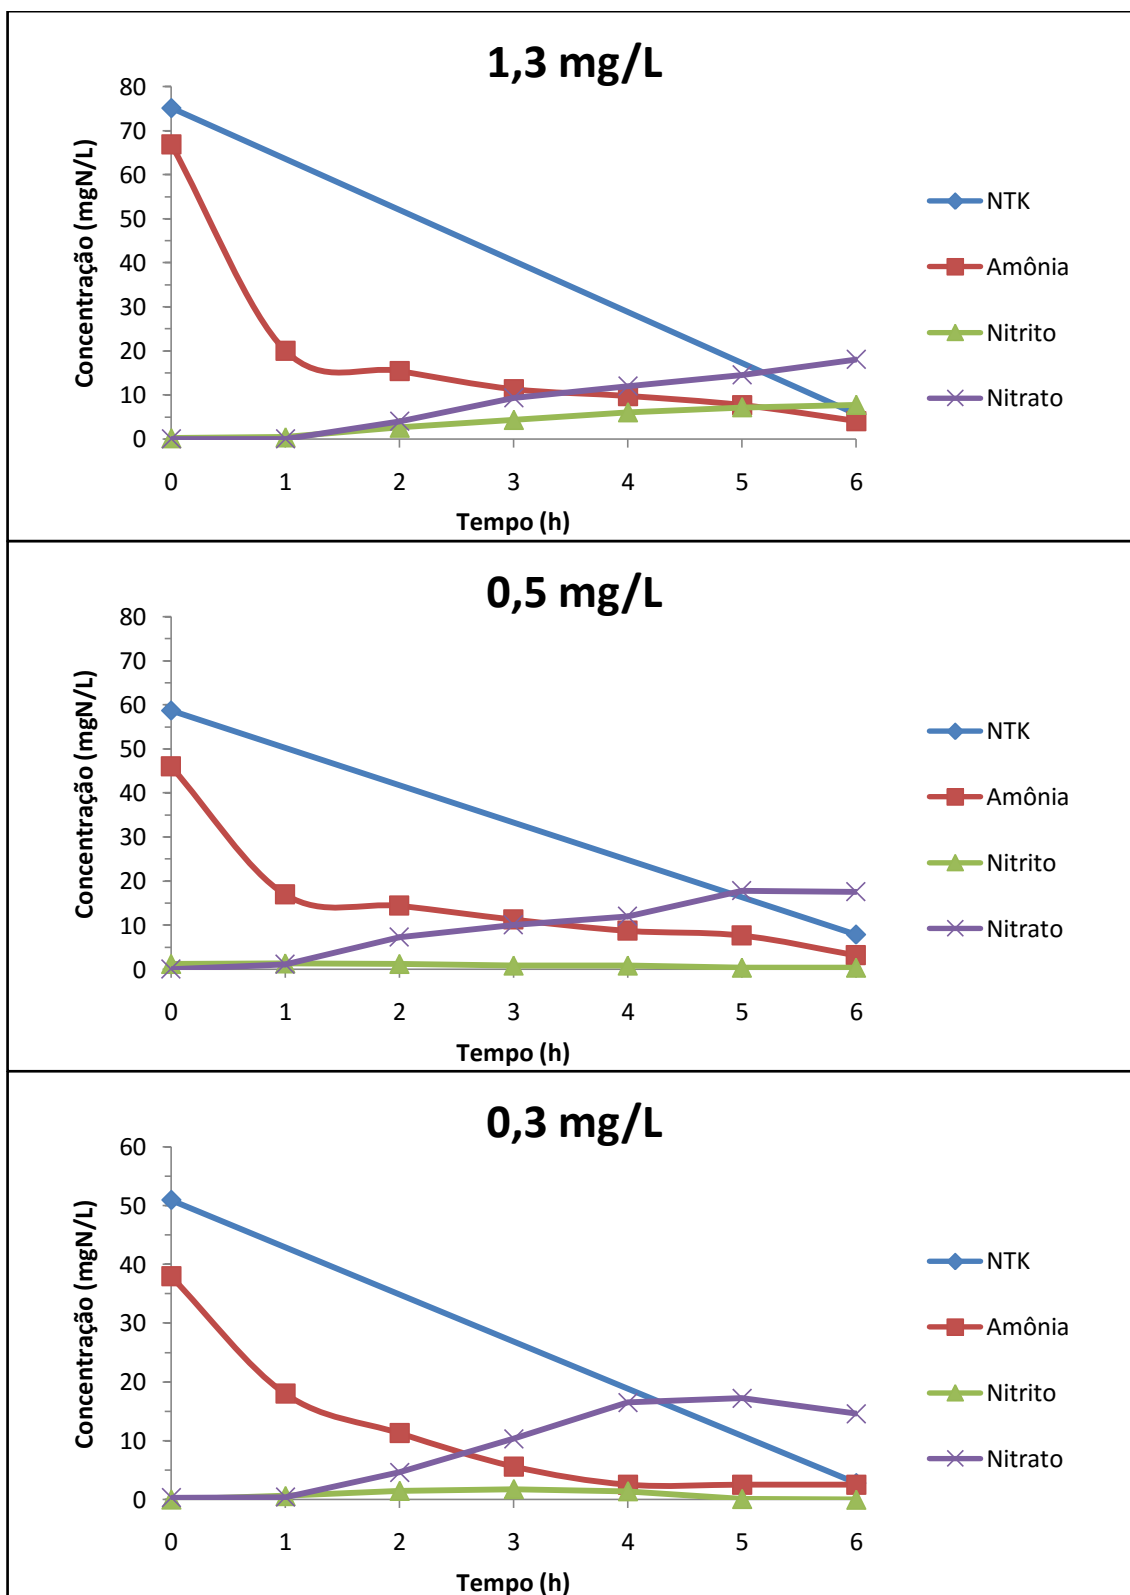 1,3 mg/L
Concentração (mgN/L)
80
70
60
50
40
30
20
10
0
0 1 2 3 4 5 6
Tempo (h)
NTK
Amônia
Nitrito
Nitrato
0,5 mg/L
Concentração (mgN/L)
80
70
60
50
40
30
20
10
0
0 1 2 3 4 5 6
Tempo (h)
NTK
Amônia
Nitrito
Nitrato
0,3 mg/L
Concentração (mgN/L)
60
50
40
30
20
10
0
0 1 2 3 4 5 6
Tempo (h)
NTK
Amônia
Nitrito
Nitrato